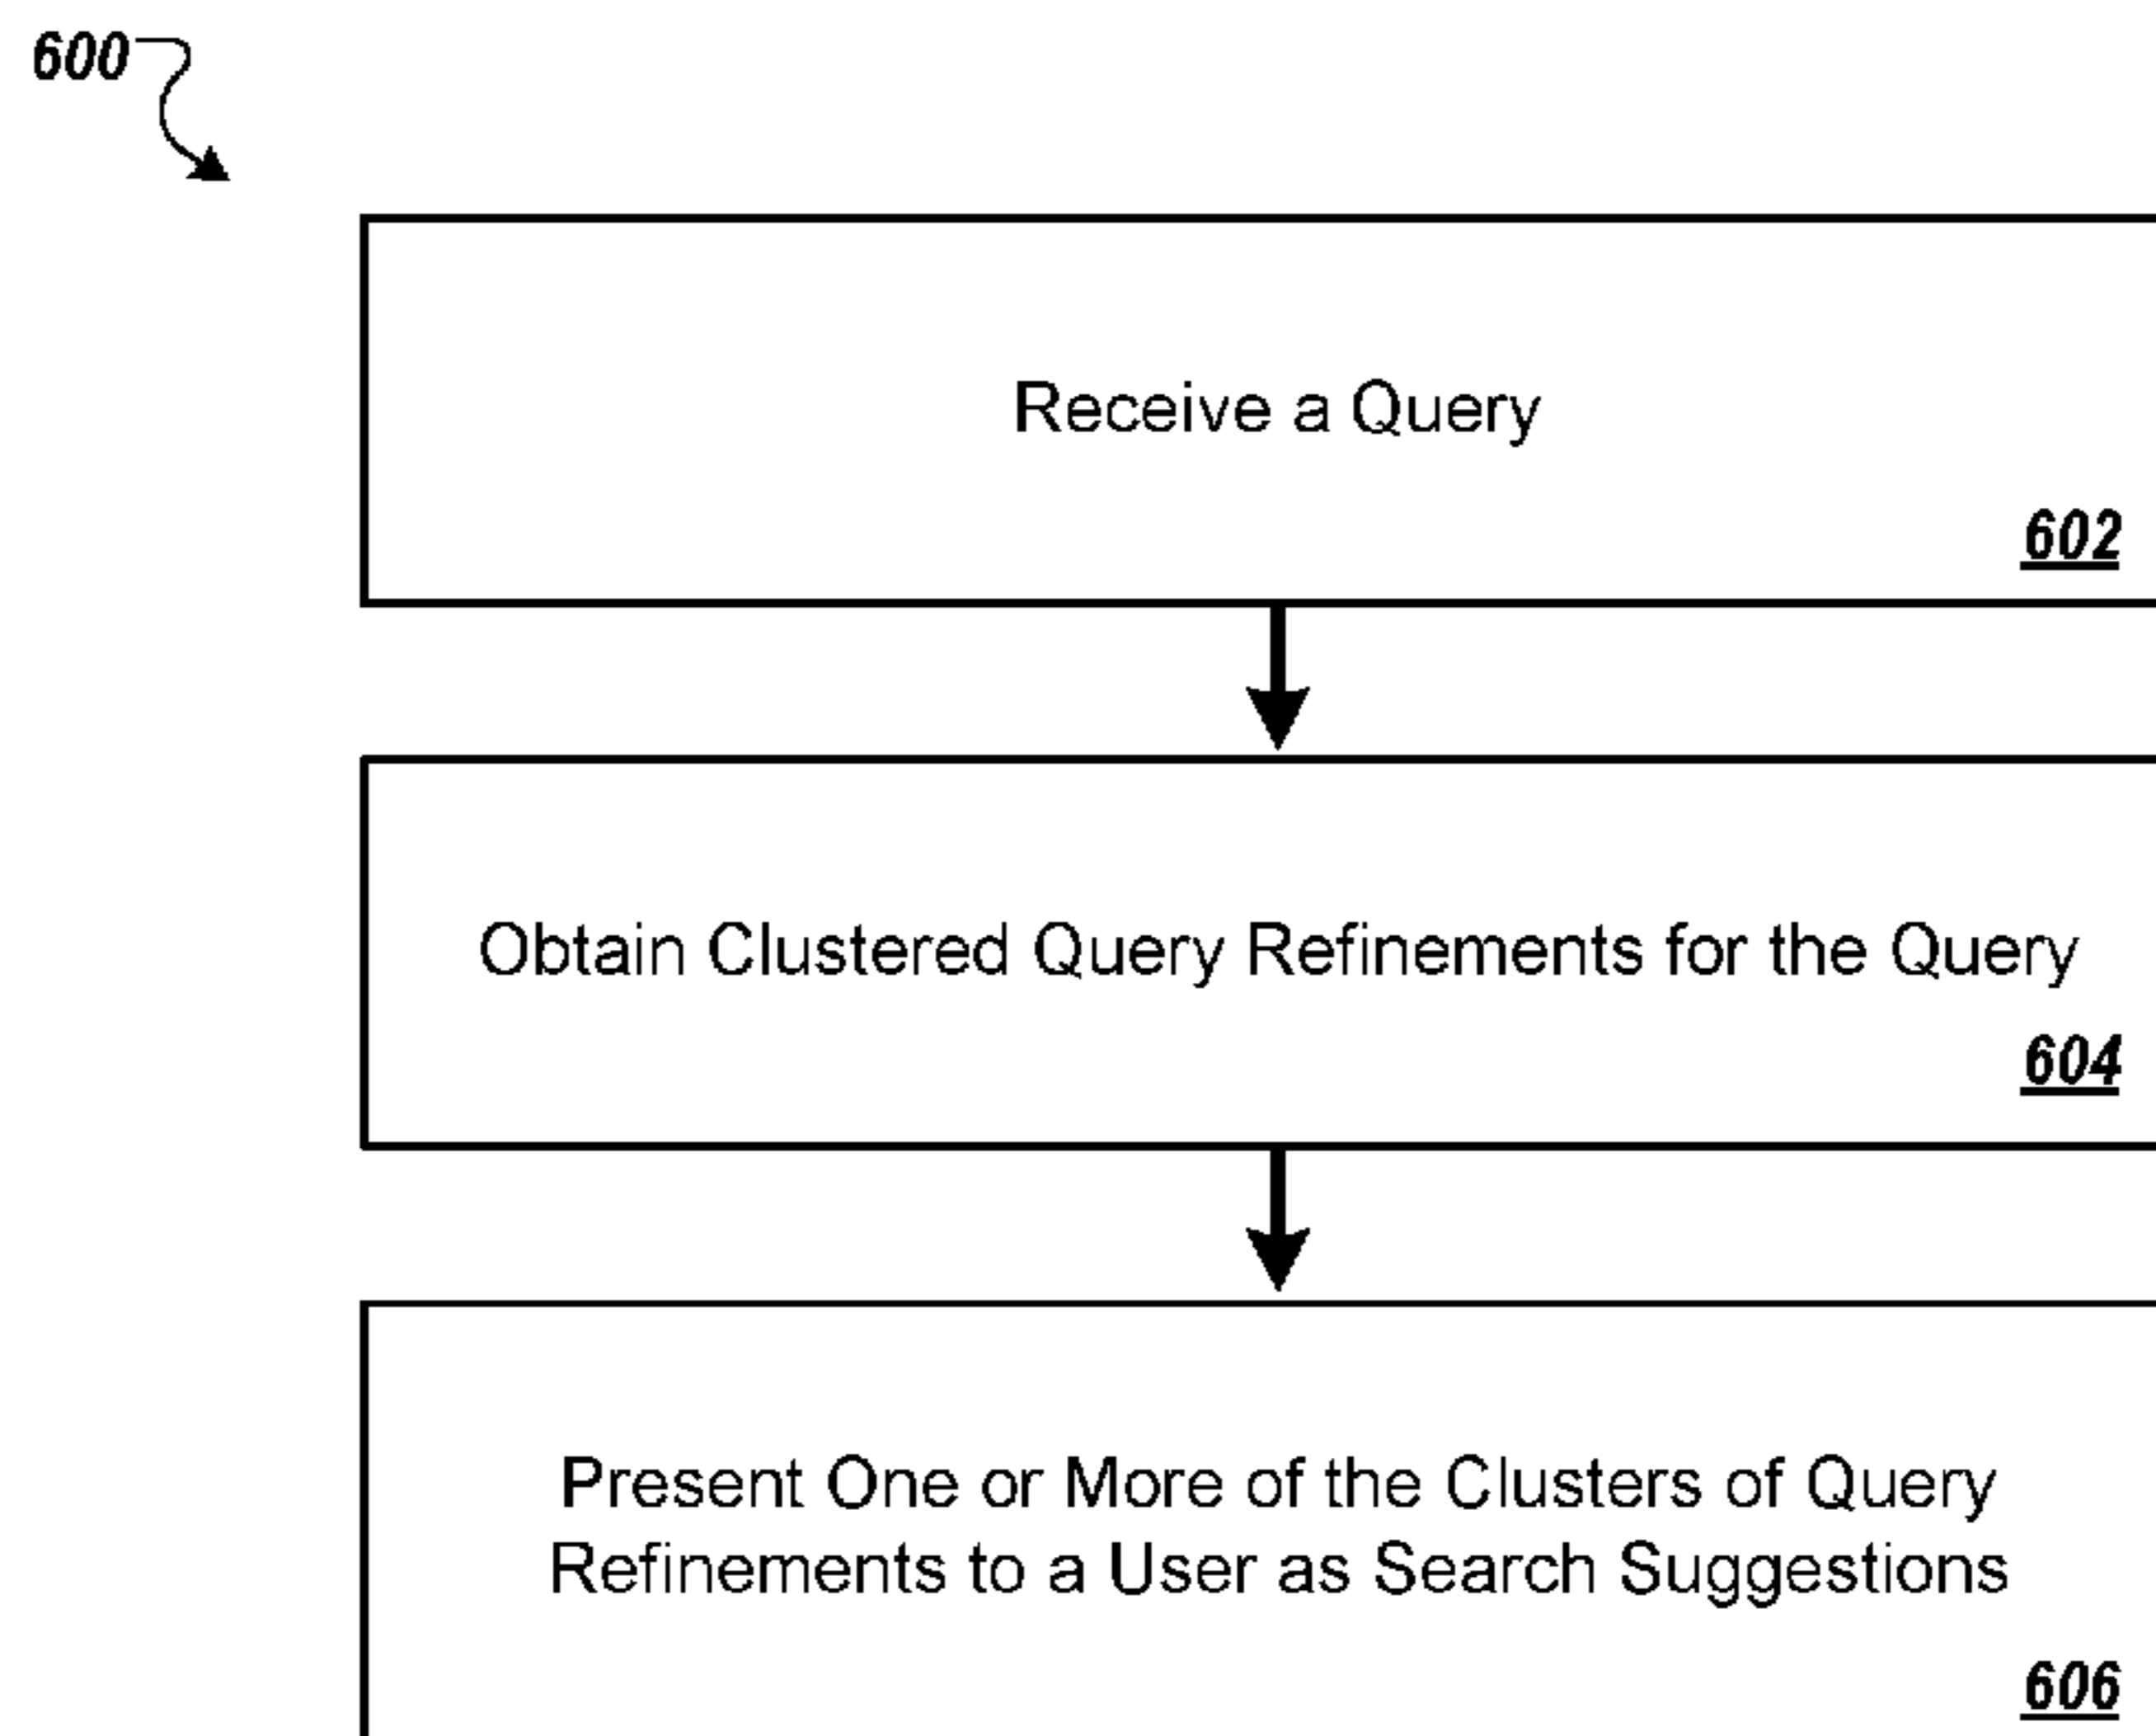 600
Receive a Query
602
Obtain Clustered Query Refinements for the Query
604
Present One or More of the Clusters of Query
Refinements to a User as Search Suggestions
606